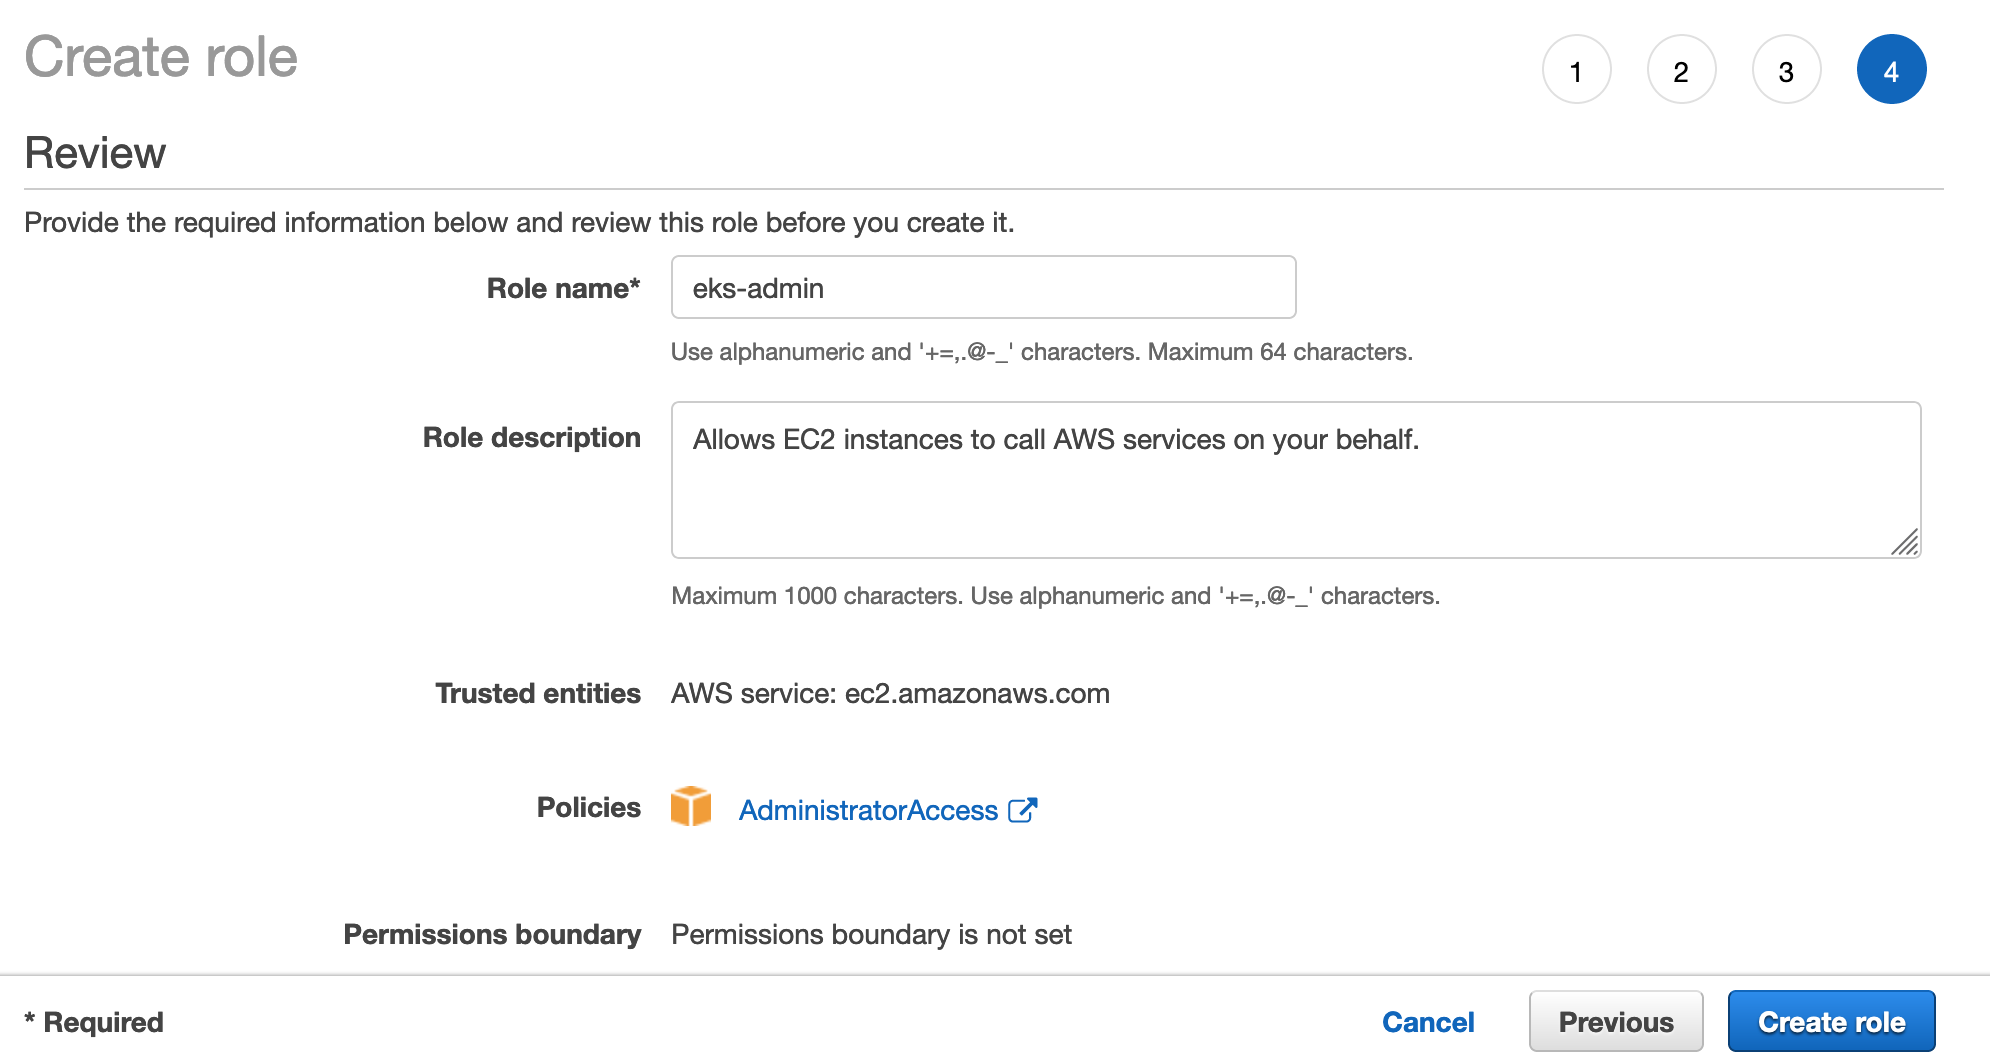 Create role
1 2 3 4
Review
Provide the required information below and review this role before you create it.
Role name* eks-admin
Use alphanumeric and '+=,.@-_' characters. Maximum 64 characters.
Role description Allows EC2 instances to call AWS services on your behalf.
Maximum 1000 characters. Use alphanumeric and '+=,.@-_' characters.
Trusted entities AWS service: ec2.amazonaws.com
Policies AdministratorAccess
Permissions boundary Permissions boundary is not set
* Required Cancel Previous Create role